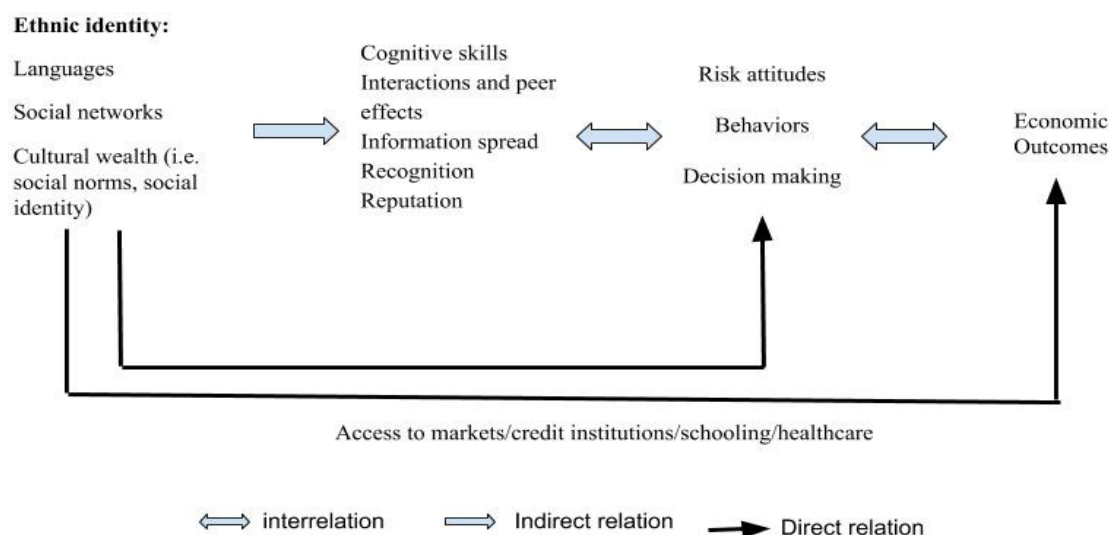 Ethnic identity:
Languages
Social networks
Cultural wealth (i.e.
social norms, social
identity)
Cognitive skills
Interactions and peer
effects
Information spread
Recognition
Reputation
Risk attitudes
Behaviors
Decision making
Economic
Outcomes
Access to markets/credit institutions/schooling/healthcare
interrelation
Indirect relation
Direct relation